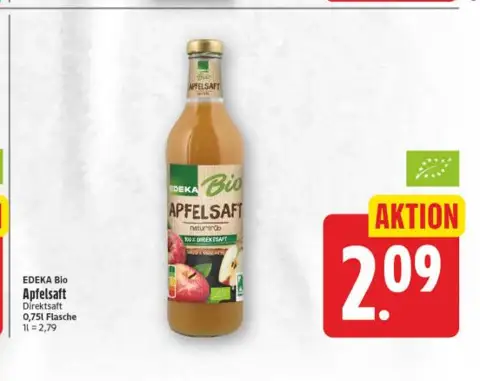 Bio
APFELSAFT
EDEKA Bio
APFELSAFT
naturtrüb
100% DIREKTSAFT
AKTION
2.09
EDEKA Bio
Apfelsaft
Direktsaft
0,75l Flasche
1l = 2,79